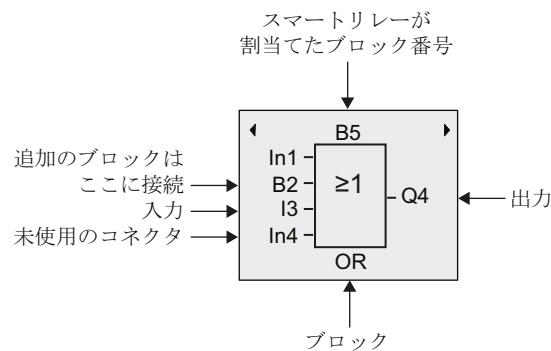 スマートリレーが
割当てたブロック番号
B5
追加のブロックは
ここに接続
入力
未使用のコネクタ
In1
B2
I3
In4
≥1
Q4
出力
OR
ブロック